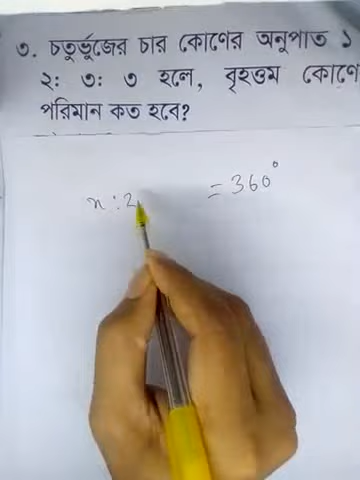 ৩. চতুর্ভুজের চার কোণের অনুপাত ১
২: ৩: ৩ হলে, বৃহত্তম কোণে
পরিমান কত হবে?
x : 2 = 360°